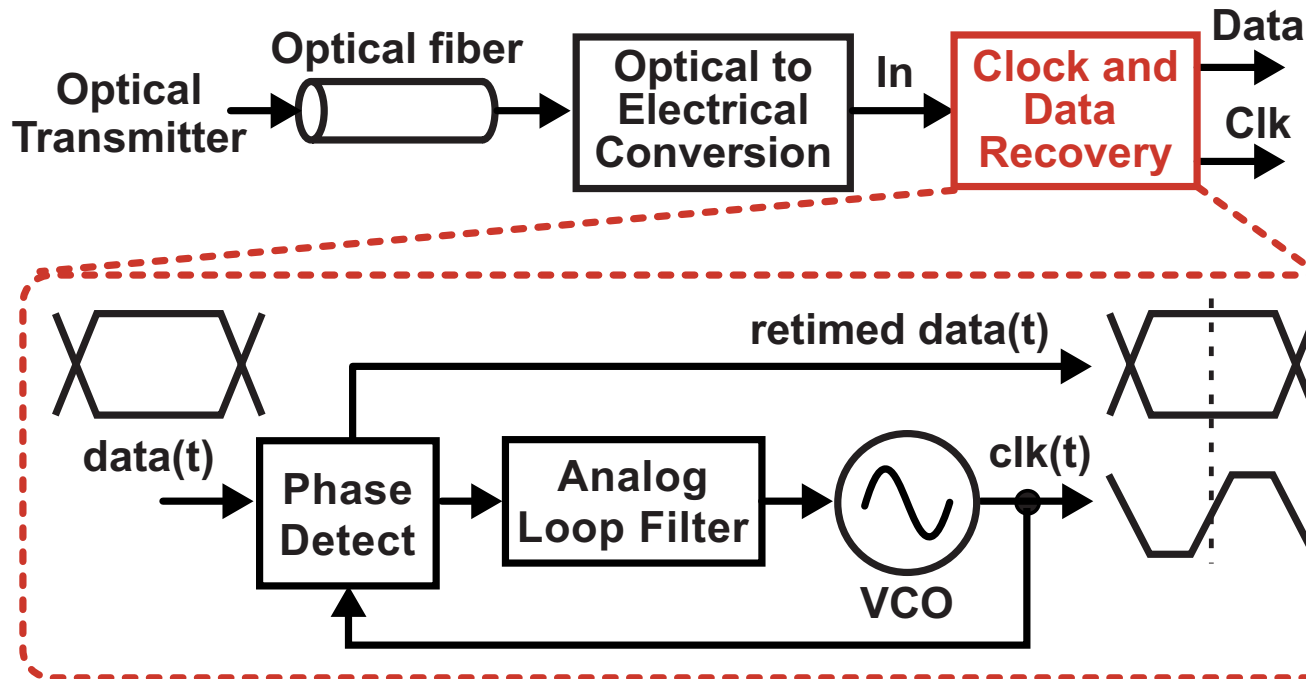 Optical
Transmitter
Optical fiber
Optical to
Electrical
Conversion
In
Clock and
Data
Recovery
Data
Clk
data(t)
Phase
Detect
Analog
Loop Filter
VCO
retimed data(t)
clk(t)